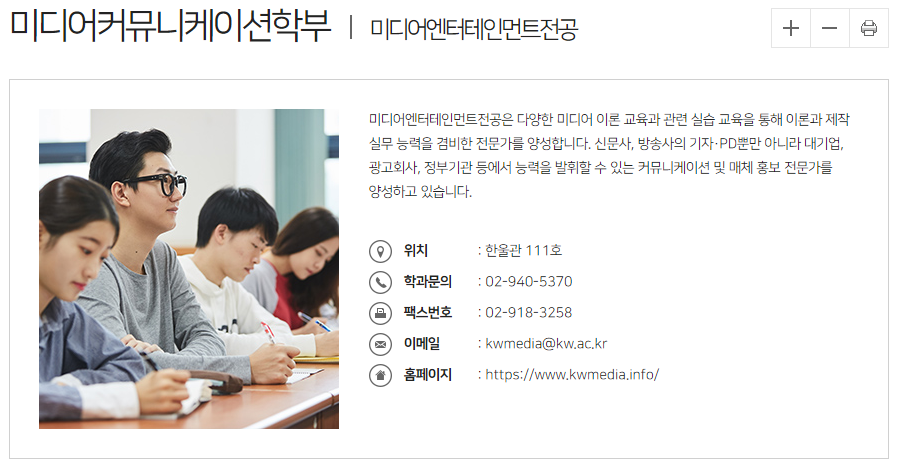 미디어커뮤니케이션학부 | 미디어엔터테인먼트전공
미디어엔터테인먼트전공은 다양한 미디어 이론 교육과 관련 실습 교육을 통해 이론과 제작
실무 능력을 겸비한 전문가를 양성합니다. 신문사, 방송사의 기자·PD뿐만 아니라 대기업,
광고회사, 정부기관 등에서 능력을 발휘할 수 있는 커뮤니케이션 및 매체 홍보 전문가를
양성하고 있습니다.
위치 : 한울관 111호
학과문의 : 02-940-5370
팩스번호 : 02-918-3258
이메일 : kwmedia@kw.ac.kr
홈페이지 : https://www.kwmedia.info/